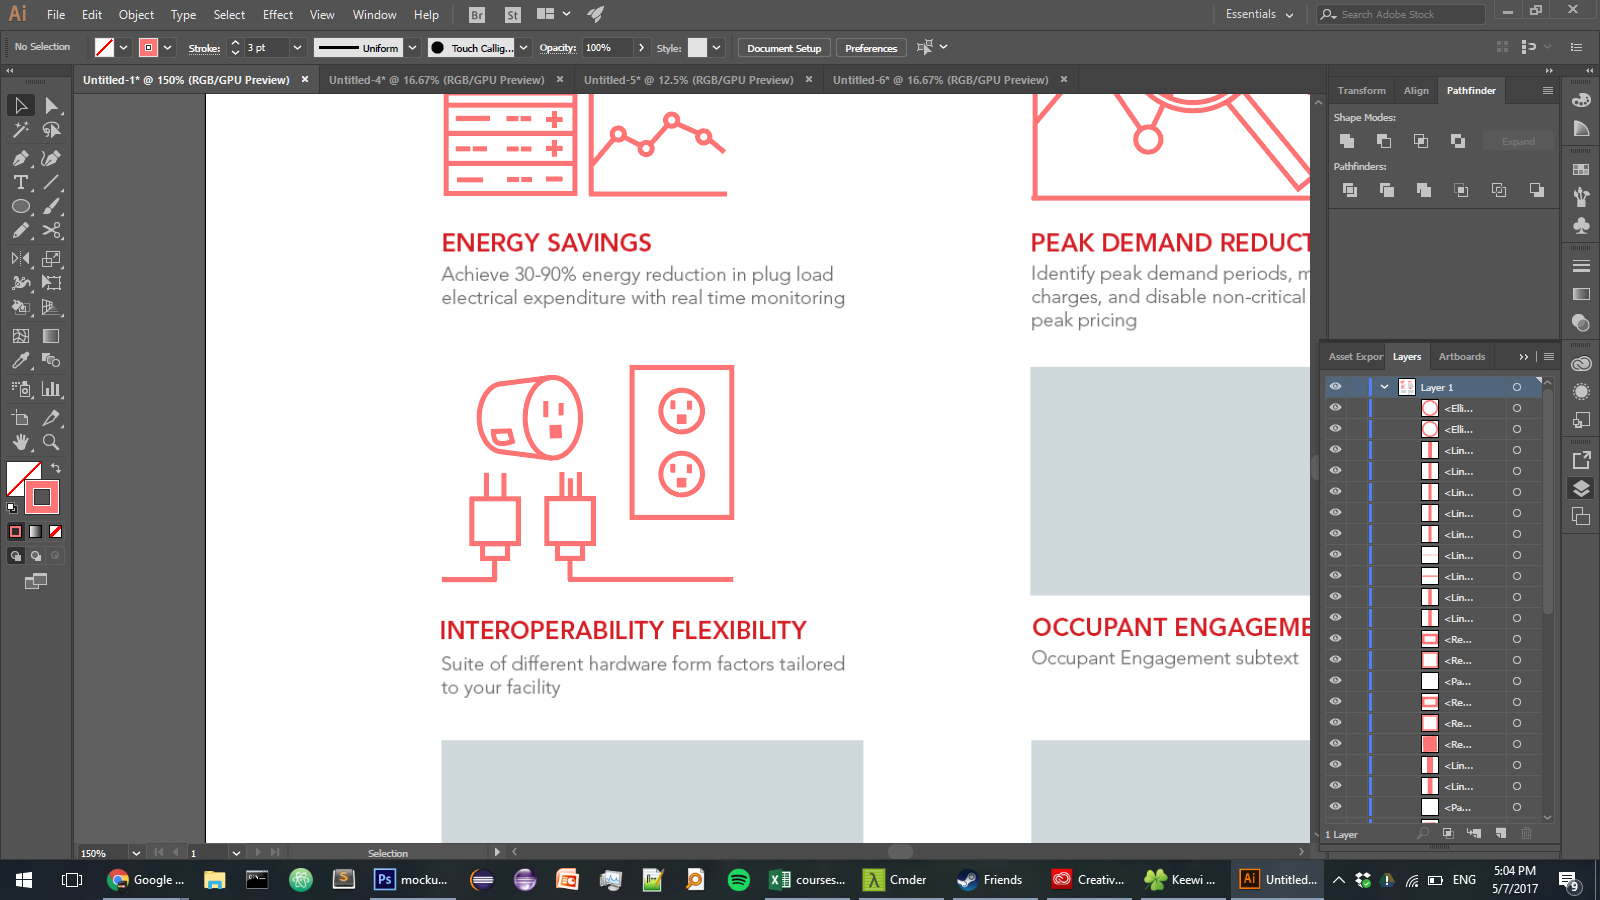 Ai File Edit Object Type Select Effect View Window Help Br St Essentials Search Adobe Stock
No Selection Stroke: 3 pt Uniform Touch Callig... Opacity: 100% Style: Document Setup Preferences
Untitled-1* @ 150% (RGB/GPU Preview) Untitled-4* @ 16.67% (RGB/GPU Preview) Untitled-5* @ 12.5% (RGB/GPU Preview) Untitled-6* @ 16.67% (RGB/GPU Preview)
Transform Align Pathfinder
Shape Modes:
Expand
Pathfinders:
ENERGY SAVINGS
Achieve 30-90% energy reduction in plug load
electrical expenditure with real time monitoring
PEAK DEMAND REDUCT
Identify peak demand periods, m
charges, and disable non-critical
peak pricing
INTEROPERABILITY FLEXIBILITY
Suite of different hardware form factors tailored
to your facility
OCCUPANT ENGAGEME
Occupant Engagement subtext
Asset Expor Layers Artboards
Layer 1
<Elli...
<Elli...
<Lin...
<Lin...
<Lin...
<Lin...
<Lin...
<Lin...
<Lin...
<Lin...
<Lin...
<Re...
<Re...
<Pa...
<Re...
<Re...
<Re...
<Lin...
<Lin...
<Pa...
1 Layer
150% 1 Selection
Google ... Ps mocku... courses... Cmder Friends Creativ... Keewi ... Ai Untitled... ENG
5:04 PM
5/7/2017
9